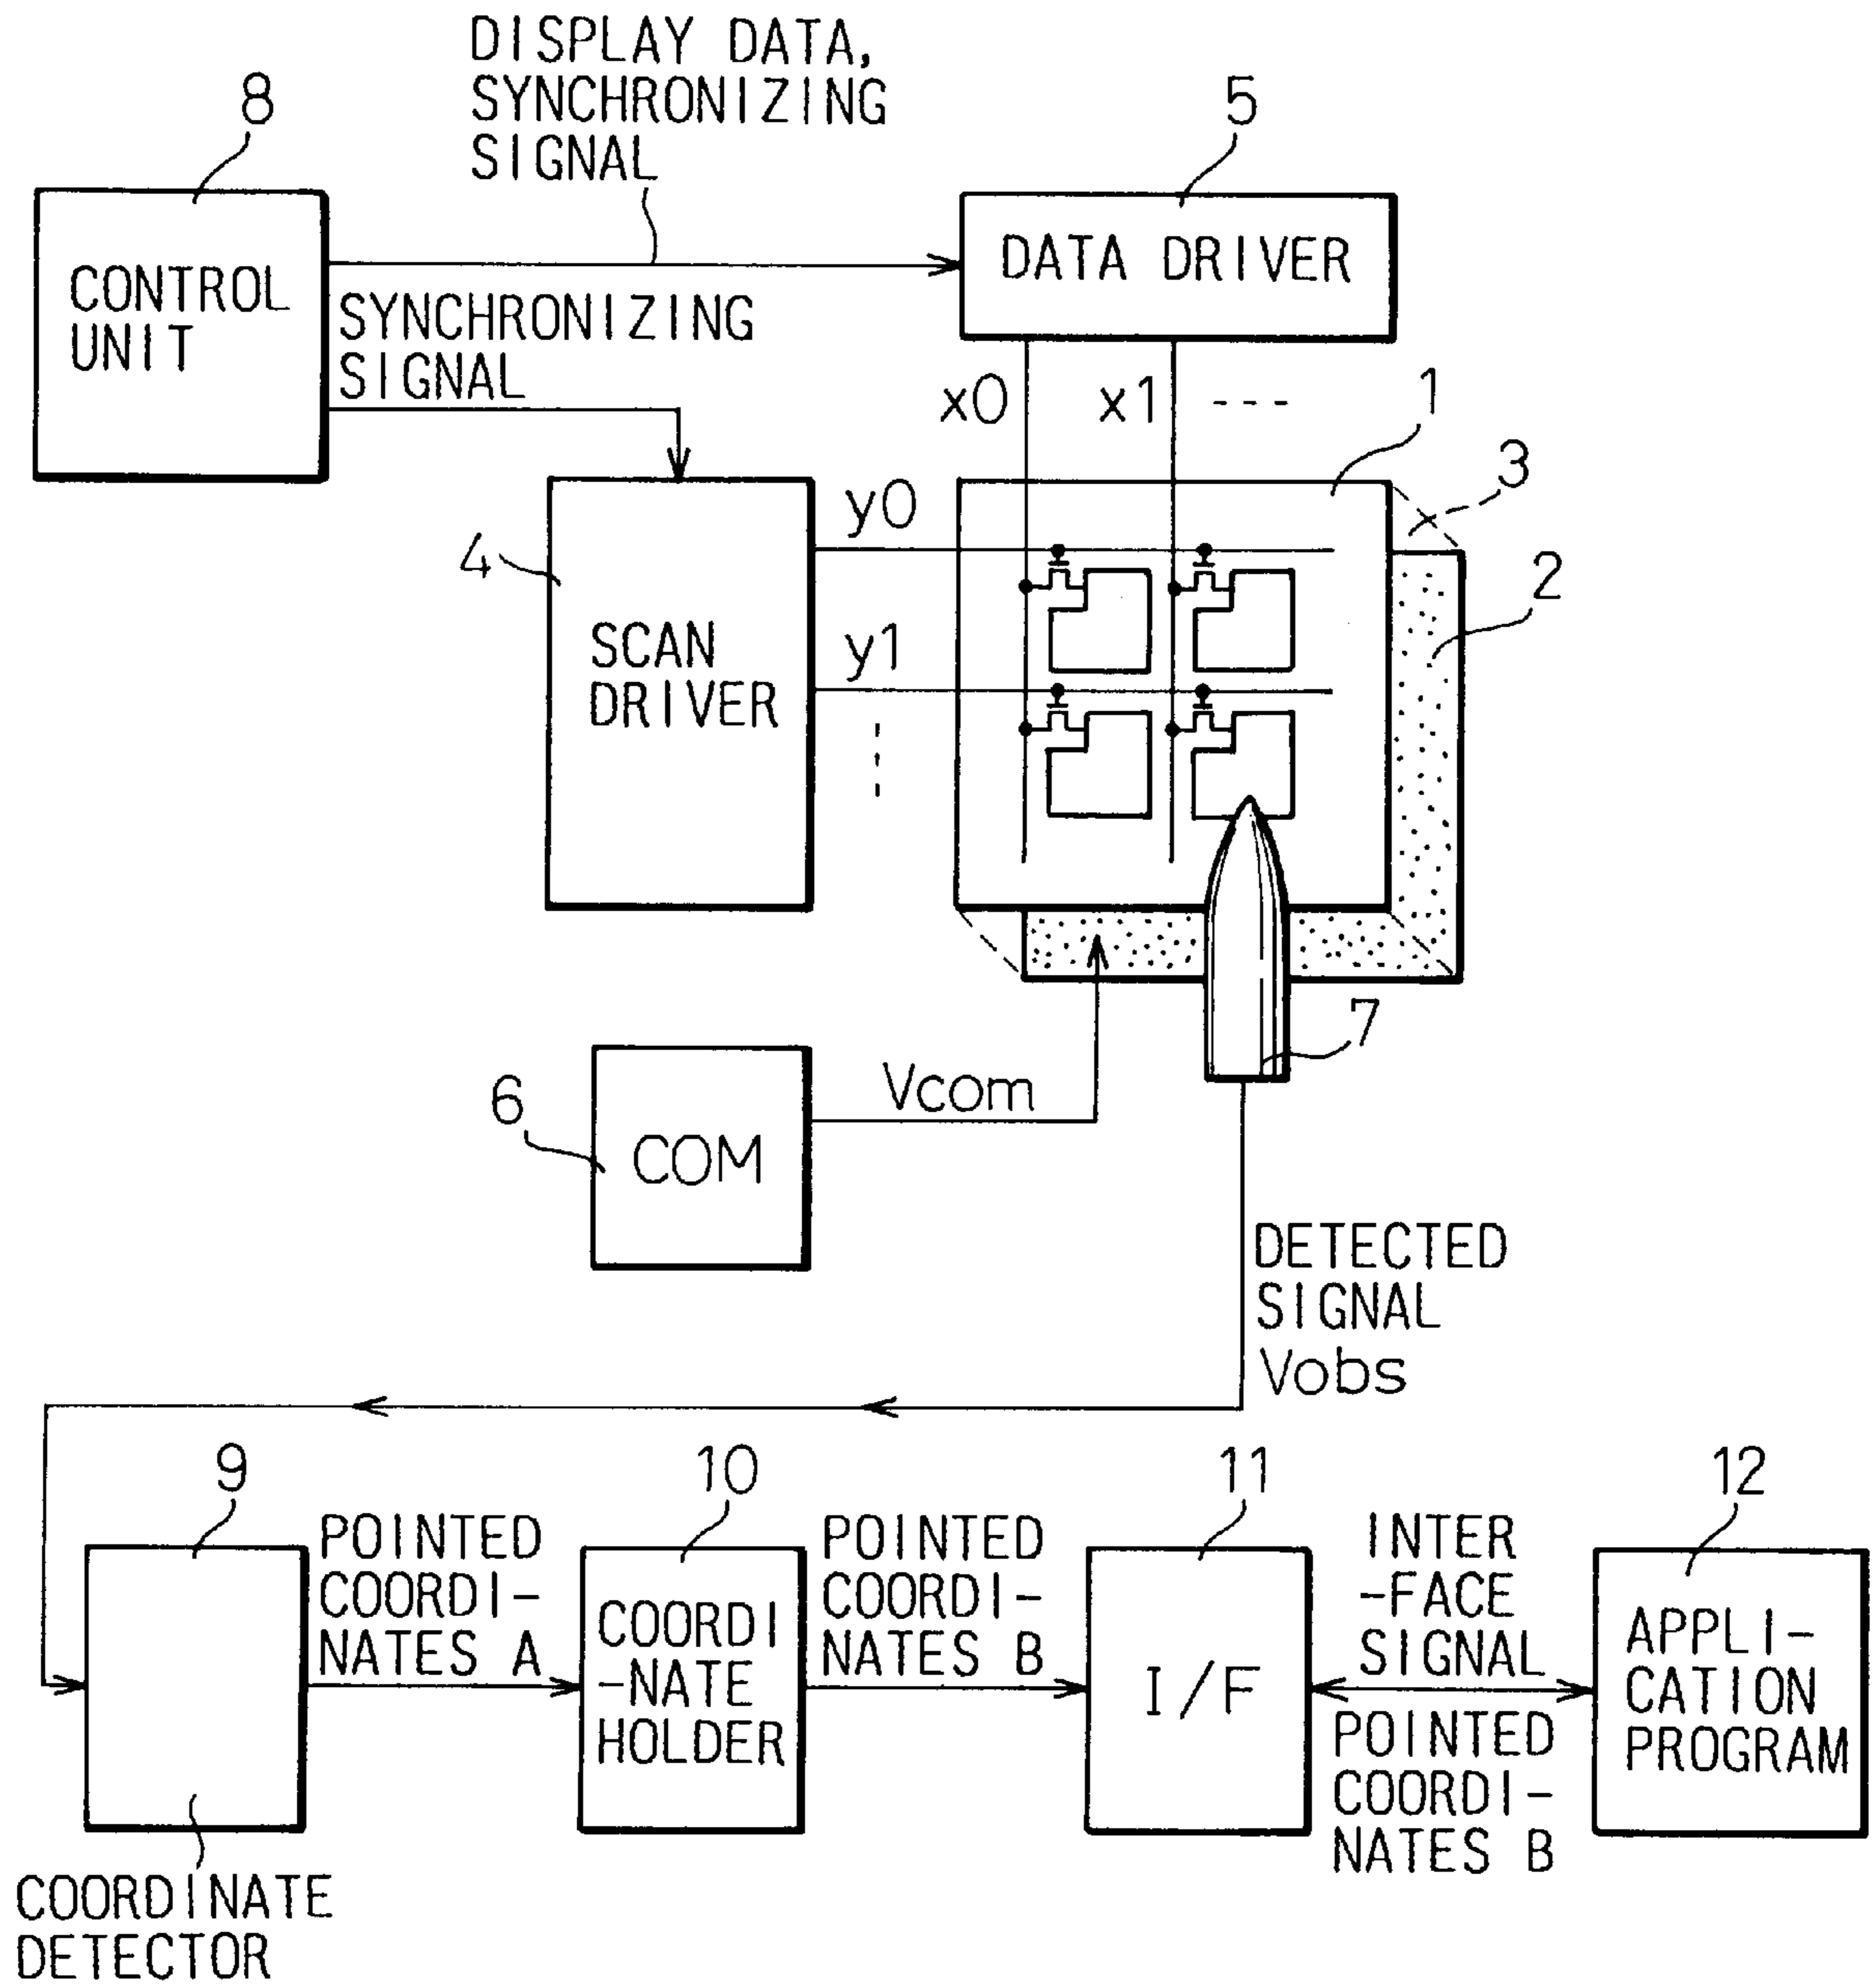 DISPLAY DATA,
SYNCHRONIZING
SIGNAL
8
5
CONTROL
UNIT
DATA DRIVER
SYNCHRONIZING
SIGNAL
x0
x1
---
1
3
y0
4
2
SCAN
DRIVER
y1
7
6
COM
Vcom
DETECTED
SIGNAL
Vobs
9
10
11
12
POINTED
COORDI-
NATES A
COORDI
-NATE
HOLDER
POINTED
COORDI-
NATES B
I/F
INTER
-FACE
SIGNAL
POINTED
COORDI-
NATES B
APPLI-
CATION
PROGRAM
COORDINATE
DETECTOR